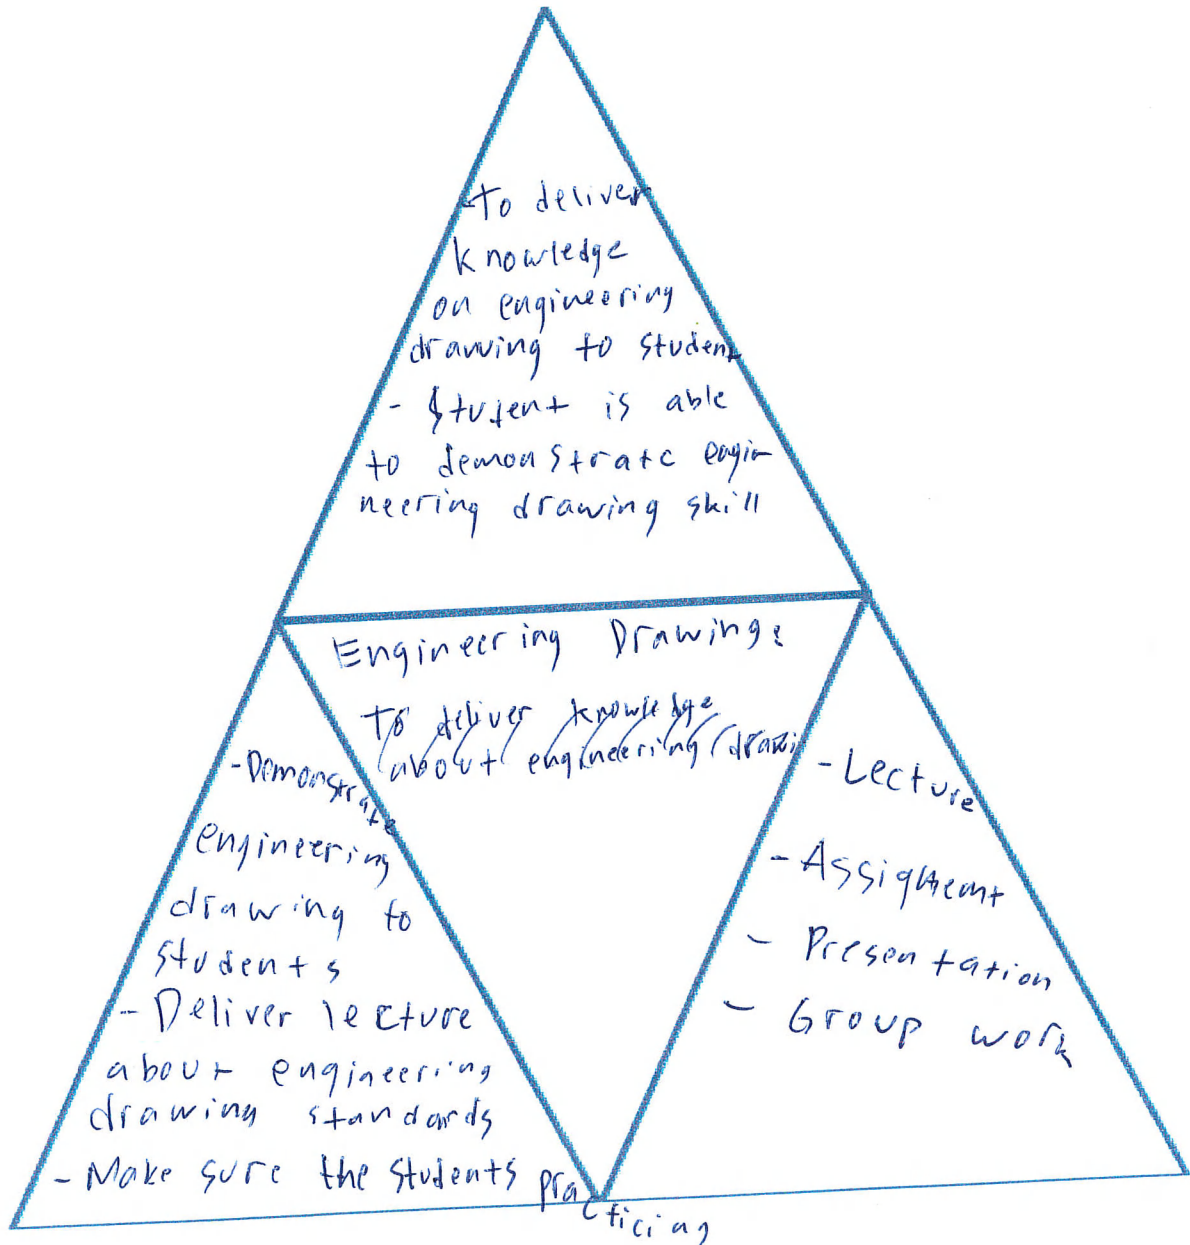 -To deliver
knowledge
on engineering
drawing to student
- Student is able
to demonstrate engin
neering drawing skill
Engineering Drawing:
To deliver knowledge
about engineering drawi
-Demonstrate
engineering
drawing to
students
- Deliver lecture
about engineering
drawing standards
- Make sure the students practicing
- Lecture
- Assignment
- Presentation
- Group work